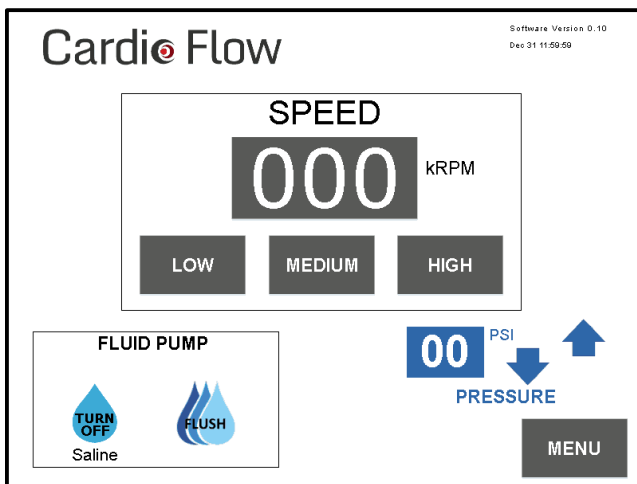 Cardio Flow
Software Version 0.10
Dec 31 11:59:59
SPEED
000
kRPM
LOW
MEDIUM
HIGH
FLUID PUMP
TURN
OFF
Saline
FLUSH
00
PSI
PRESSURE
MENU